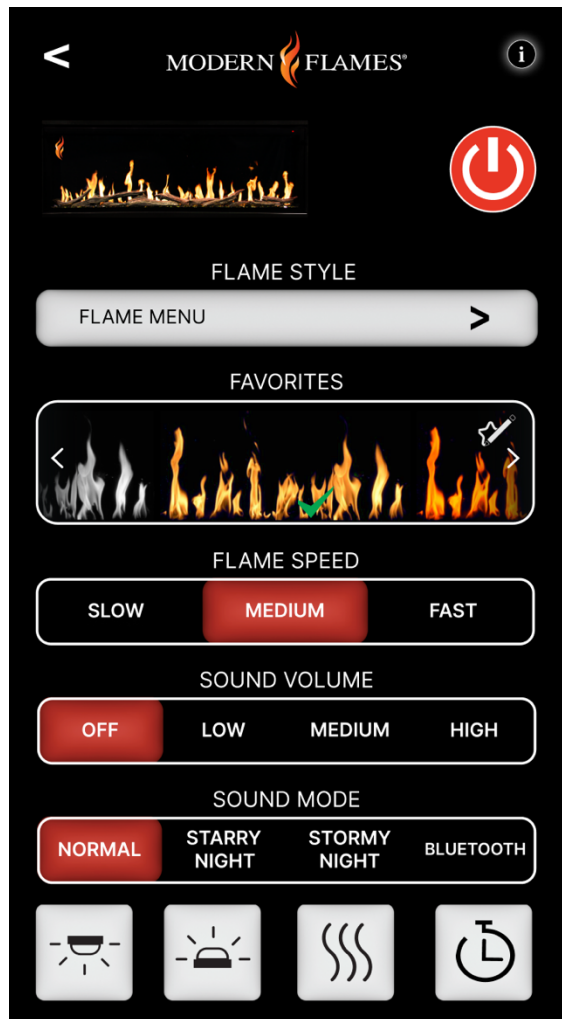 <
MODERN FLAMES®
i
FLAME STYLE
FLAME MENU >
FAVORITES
< >
FLAME SPEED
SLOW MEDIUM FAST
SOUND VOLUME
OFF LOW MEDIUM HIGH
SOUND MODE
NORMAL STARRY NIGHT STORMY NIGHT BLUETOOTH